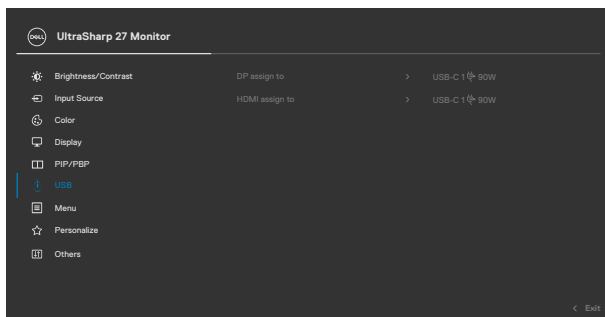 DELL UltraSharp 27 Monitor
Brightness/Contrast DP assign to > USB-C 1 90W
Input Source HDMI assign to > USB-C 1 90W
Color
Display
PIP/PBP
USB
Menu
Personalize
Others
< Exit